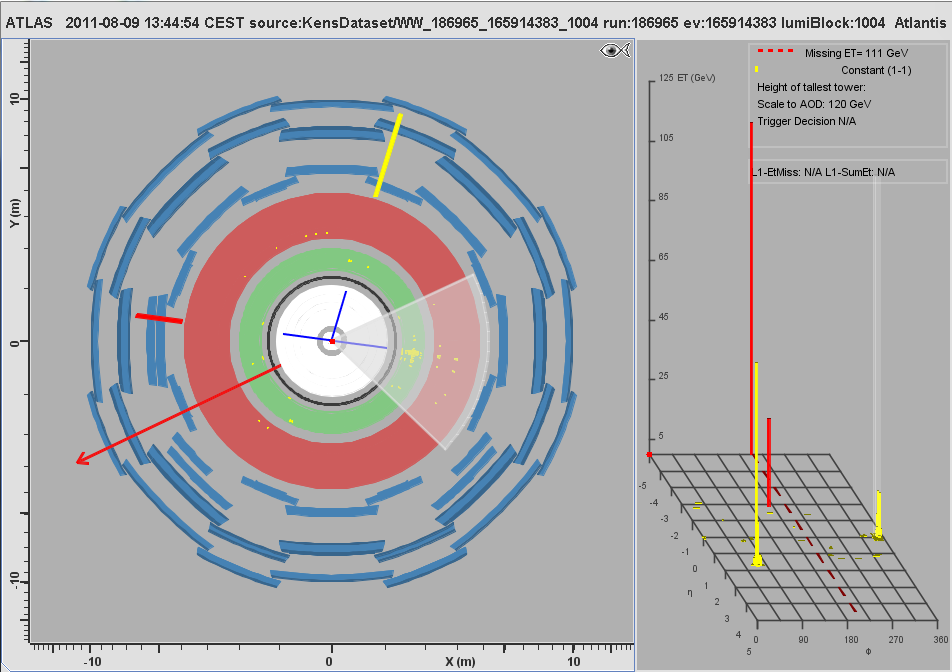 ATLAS 2011-08-09 13:44:54 CEST source:KensDataset/WW_186965_165914383_1004 run:186965 ev:165914383 lumiBlock:1004 Atlantis
10
Y (m)
0
-10
-10
0
X (m)
10
125 ET (GeV)
105
85
65
45
25
5
Missing ET= 111 GeV
Constant (1-1)
Height of tallest tower:
Scale to AOD: 120 GeV
Trigger Decision N/A
L1-EtMiss: N/A L1-SumEt: N/A
-5
-4
-3
-2
-1
0
η
1
2
3
4
5
0
90
180
270
360
ϕ